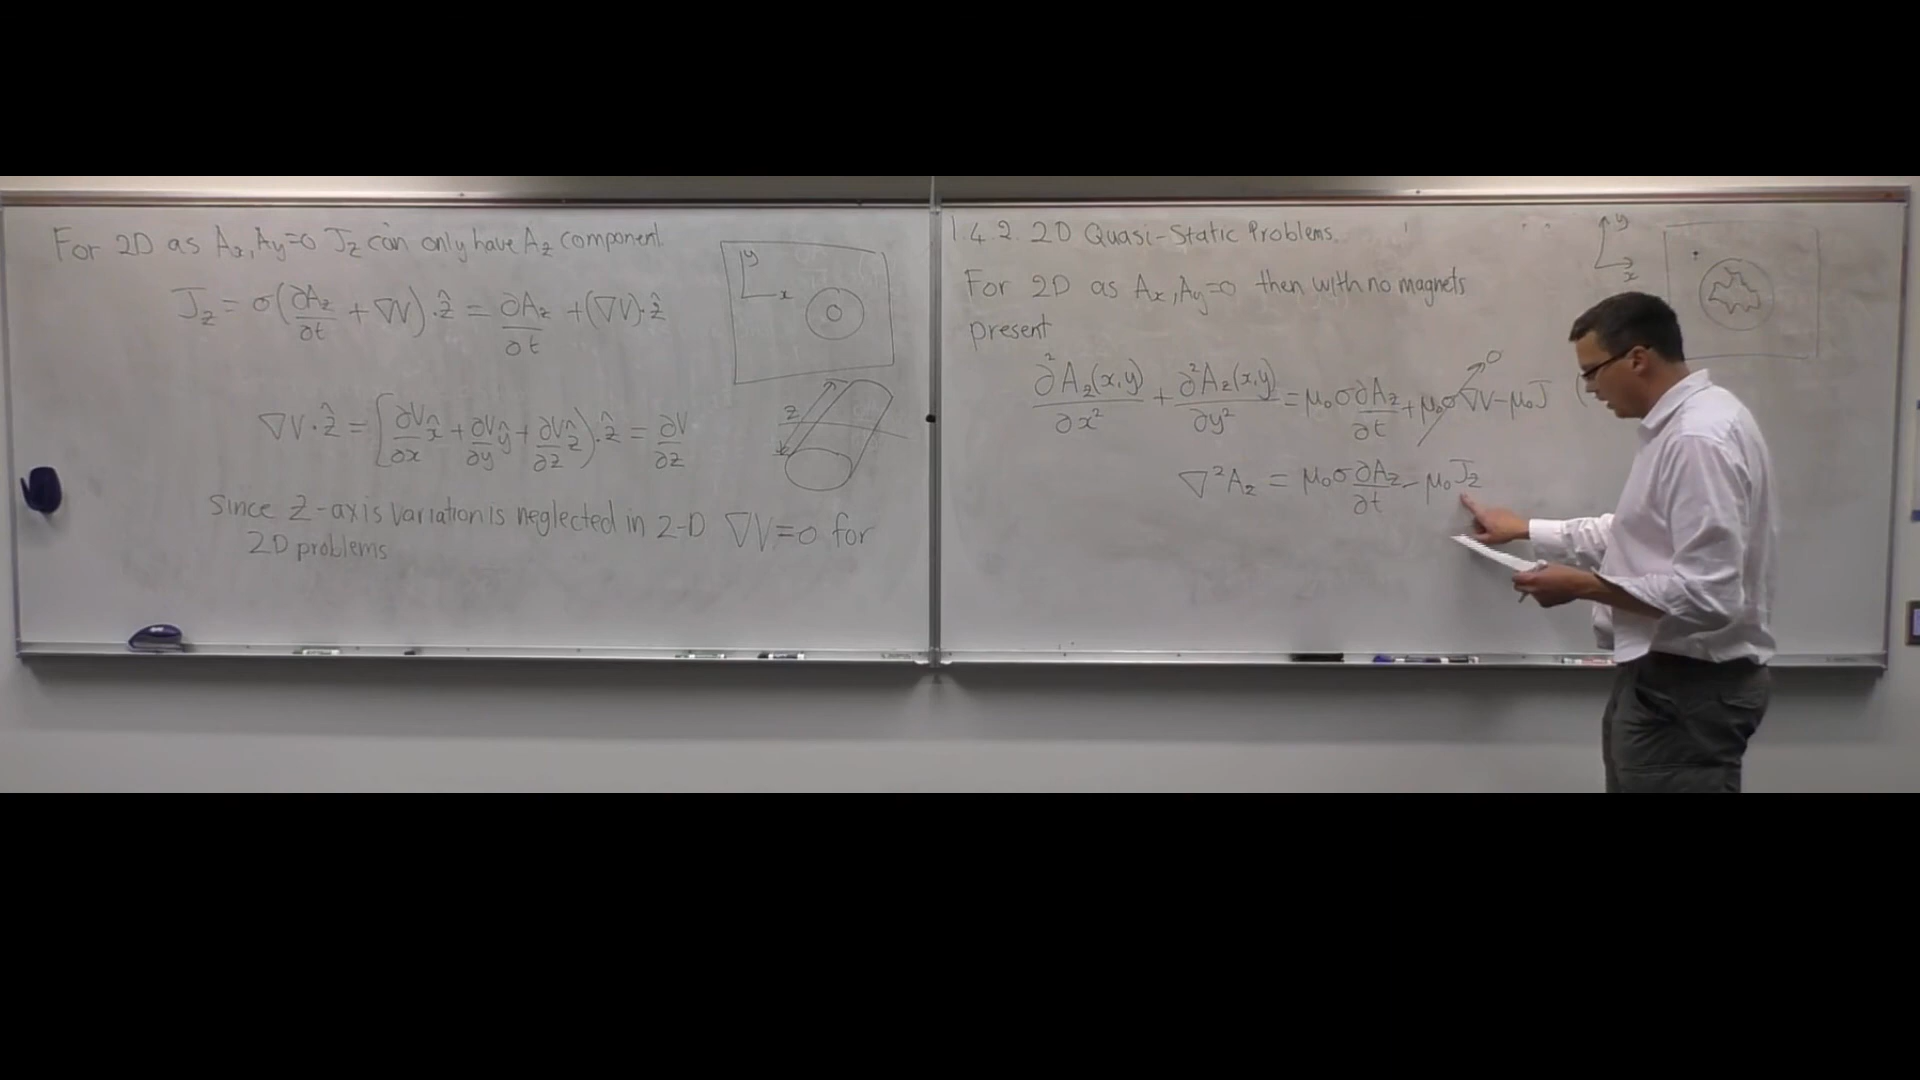 For 2D as Ax, Ay=0 Jz can only have Az component.
Jz = σ(∂Az/∂t + ∇V)·ẑ = ∂Az/∂t + (∇V)·ẑ
y
x
∇V·ẑ = [∂V/∂x x̂ + ∂V/∂y ŷ + ∂V/∂z ẑ)·ẑ = ∂V/∂z
z
Since z-axis variation is neglected in 2-D ∇V=0 for
2D problems
1.4.2. 2D Quasi-Static Problems.
y
x
For 2D as Ax, Ay=0 then with no magnets
present
∂²Az(x,y)/∂x² + ∂²Az(x,y)/∂y² = μ₀σ∂Az/∂t + μ₀σ∇V - μ₀J (
0
∇²Az = μ₀σ∂Az/∂t - μ₀Jz